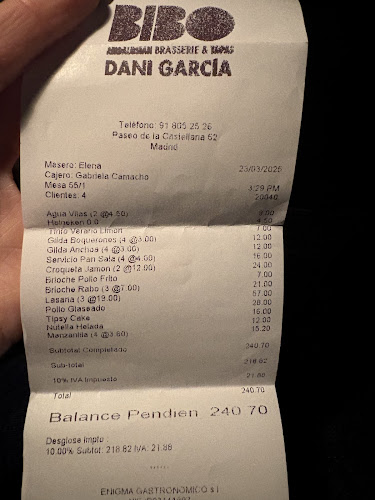 BIBO
ANDALUSIAN BRASSERIE & TAPAS
DANI GARCÍA
Teléfono: 91 805 25 26
Paseo de la Castellana 52
Madrid
Mesero: Elena 23/03/2025
Cajero: Gabriela Camacho 3:29 PM
Mesa 65/1
Clientes: 4
Agua Vilas (2 @4.50) 9.00
Heineken 0.0 4.50
Tinto Verano Limon 7.00
Gilda Boquerones (4 @3.00) 12.00
Gilda Anchoa (4 @3.00) 12.00
Servicio Pan Sala (4 @4.00) 16.00
Croqueta Jamon (2 @12.00) 24.00
Brioche Pollo Frito 7.00
Brioche Rabo (3 @7.00) 21.00
Lasana (3 @19.00) 57.00
Pollo Glaseado
Tipsy Cake 16.00
Nutella Helada 12.00
Manzanilla (4 @3.80) 15.20
Subtotal Completano 240.70
Sub-total 218.82
10% IVA Impuesto 21.88
Total 240.70
Balance Pendien 240.70
Desglose Impto :
10.00% Subtot: 218.82 IVA: 21.88
ENIGMA GASTRONOMICO s l